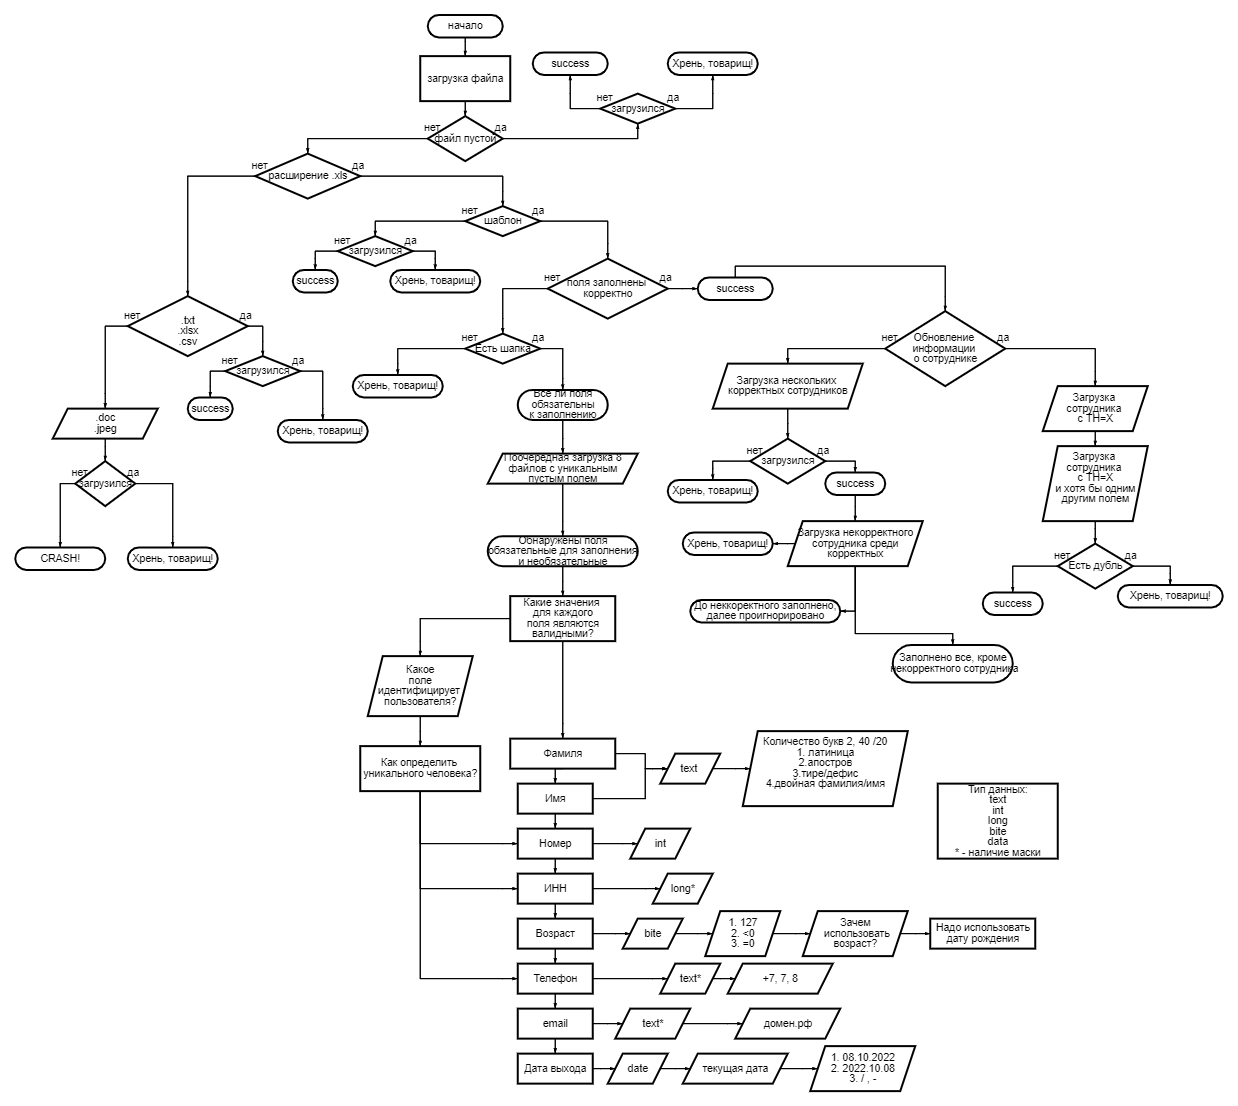 начало
загрузка файла
success
Хрень, товарищ!
нет
да
загрузился
нет
да
файл пустой
нет
да
расширение .xls
нет
да
шаблон
нет
да
загрузился
success
Хрень, товарищ!
нет
да
поля заполнены
корректно
success
нет
да
.txt
.xlsx
.csv
нет
да
загрузился
success
Хрень, товарищ!
.doc
.jpeg
нет
да
загрузился
CRASH!
Хрень, товарищ!
нет
да
Есть шапка
Хрень, товарищ!
Все ли поля
обязательны
к заполнению
Поочередная загрузка 8
файлов с уникальным
пустым полем
Обнаружены поля
обязательные для заполнения
и необязательные
Какие значения
для каждого
поля являются
валидными?
нет
да
Обновление
информации
о сотруднике
Загрузка нескольких
корректных сотрудников
нет
да
загрузился
Хрень, товарищ!
success
Загрузка некорректного
сотрудника среди
корректных
Хрень, товарищ!
До неккоректного заполнено,
далее проигнорировано
Заполнено все, кроме
некорректного сотрудника
Загрузка
сотрудника
с ТН=Х
Загрузка
сотрудника
с ТН=Х
и хотя бы одним
другим полем
нет
да
Есть дубль
success
Хрень, товарищ!
Какое
поле
идентифицирует
пользователя?
Как определить
уникального человека?
Фамиля
Имя
text
Количество букв 2, 40 /20
1. латиница
2.апостров
3.тире/дефис
4.двойная фамилия/имя
Номер
int
ИНН
long*
Возраст
bite
1. 127
2. <0
3. =0
Зачем
использовать
возраст?
Надо использовать
дату рождения
Телефон
text*
+7, 7, 8
email
text*
домен.рф
Дата выхода
date
текущая дата
1. 08.10.2022
2. 2022.10.08
3. / , -
Тип данных:
text
int
long
bite
data
* - наличие маски